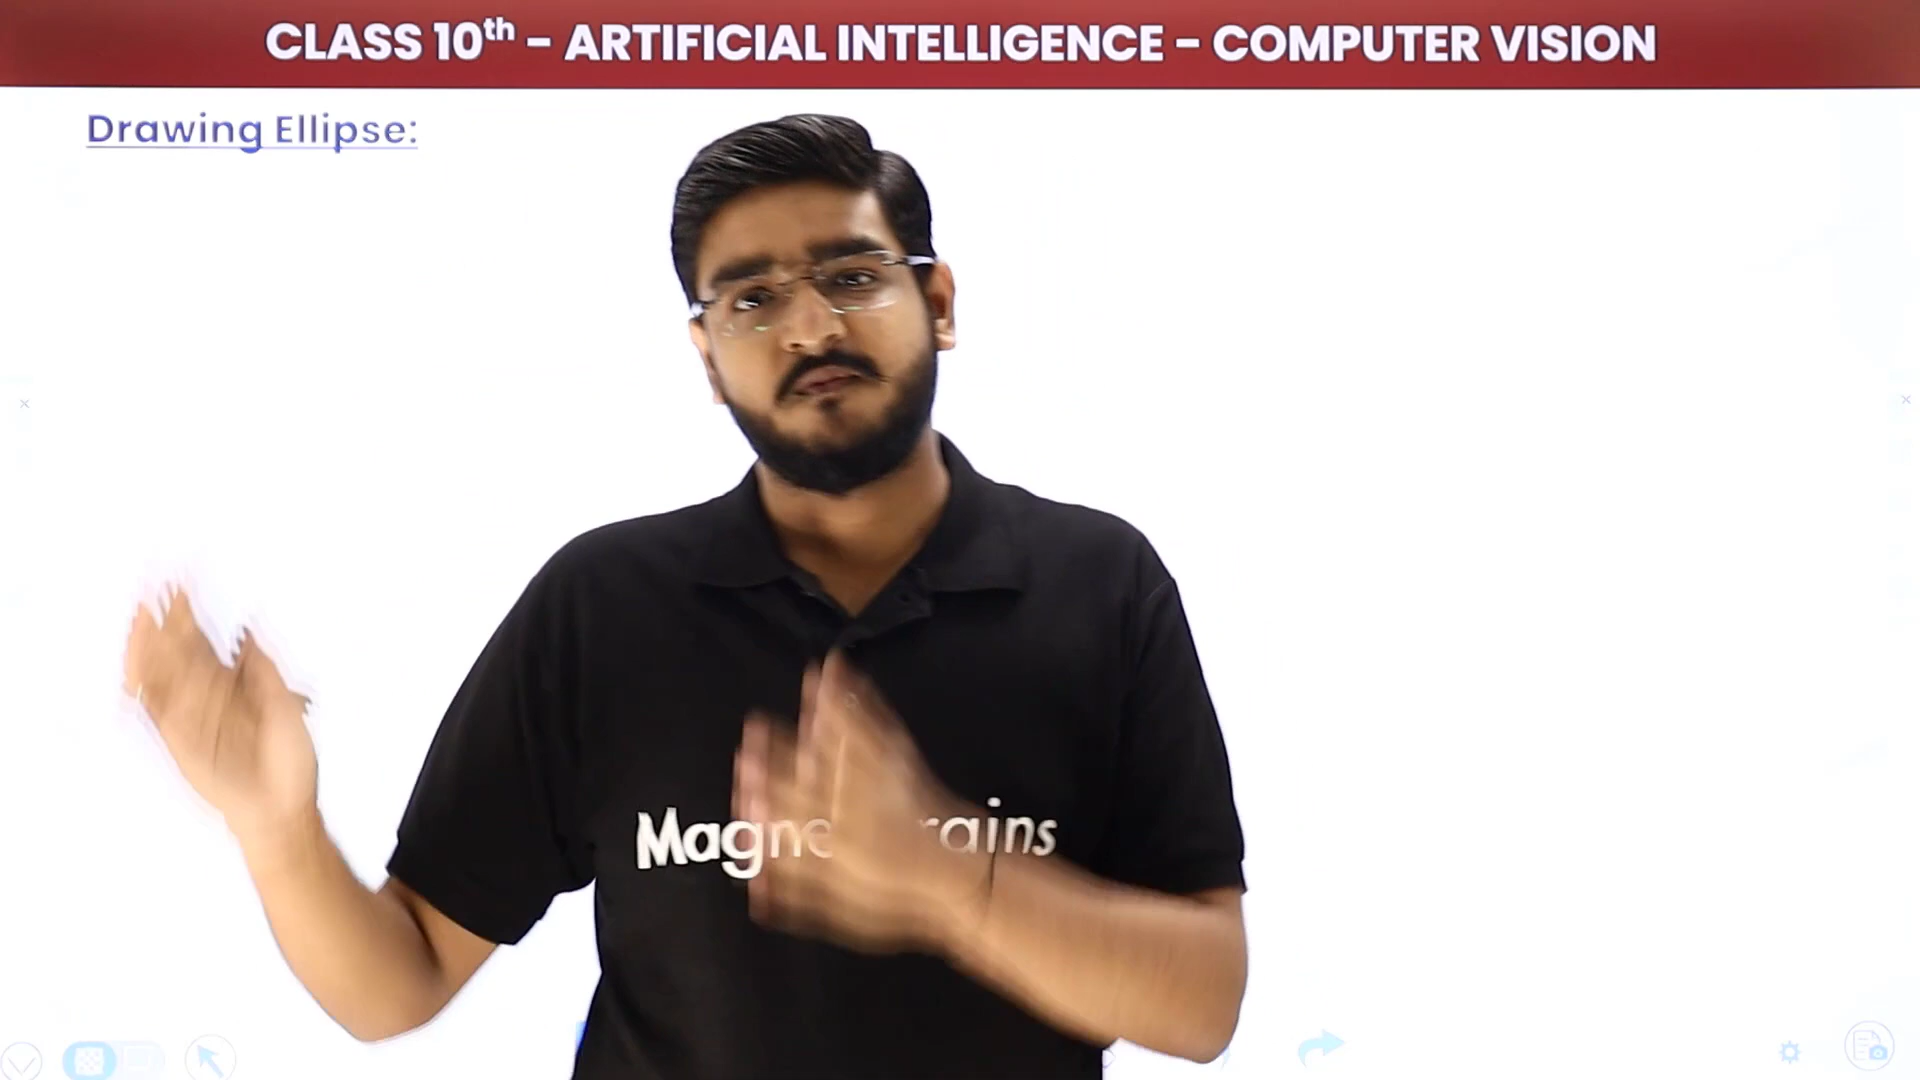 CLASS 10th - ARTIFICIAL INTELLIGENCE - COMPUTER VISION
Drawing Ellipse: